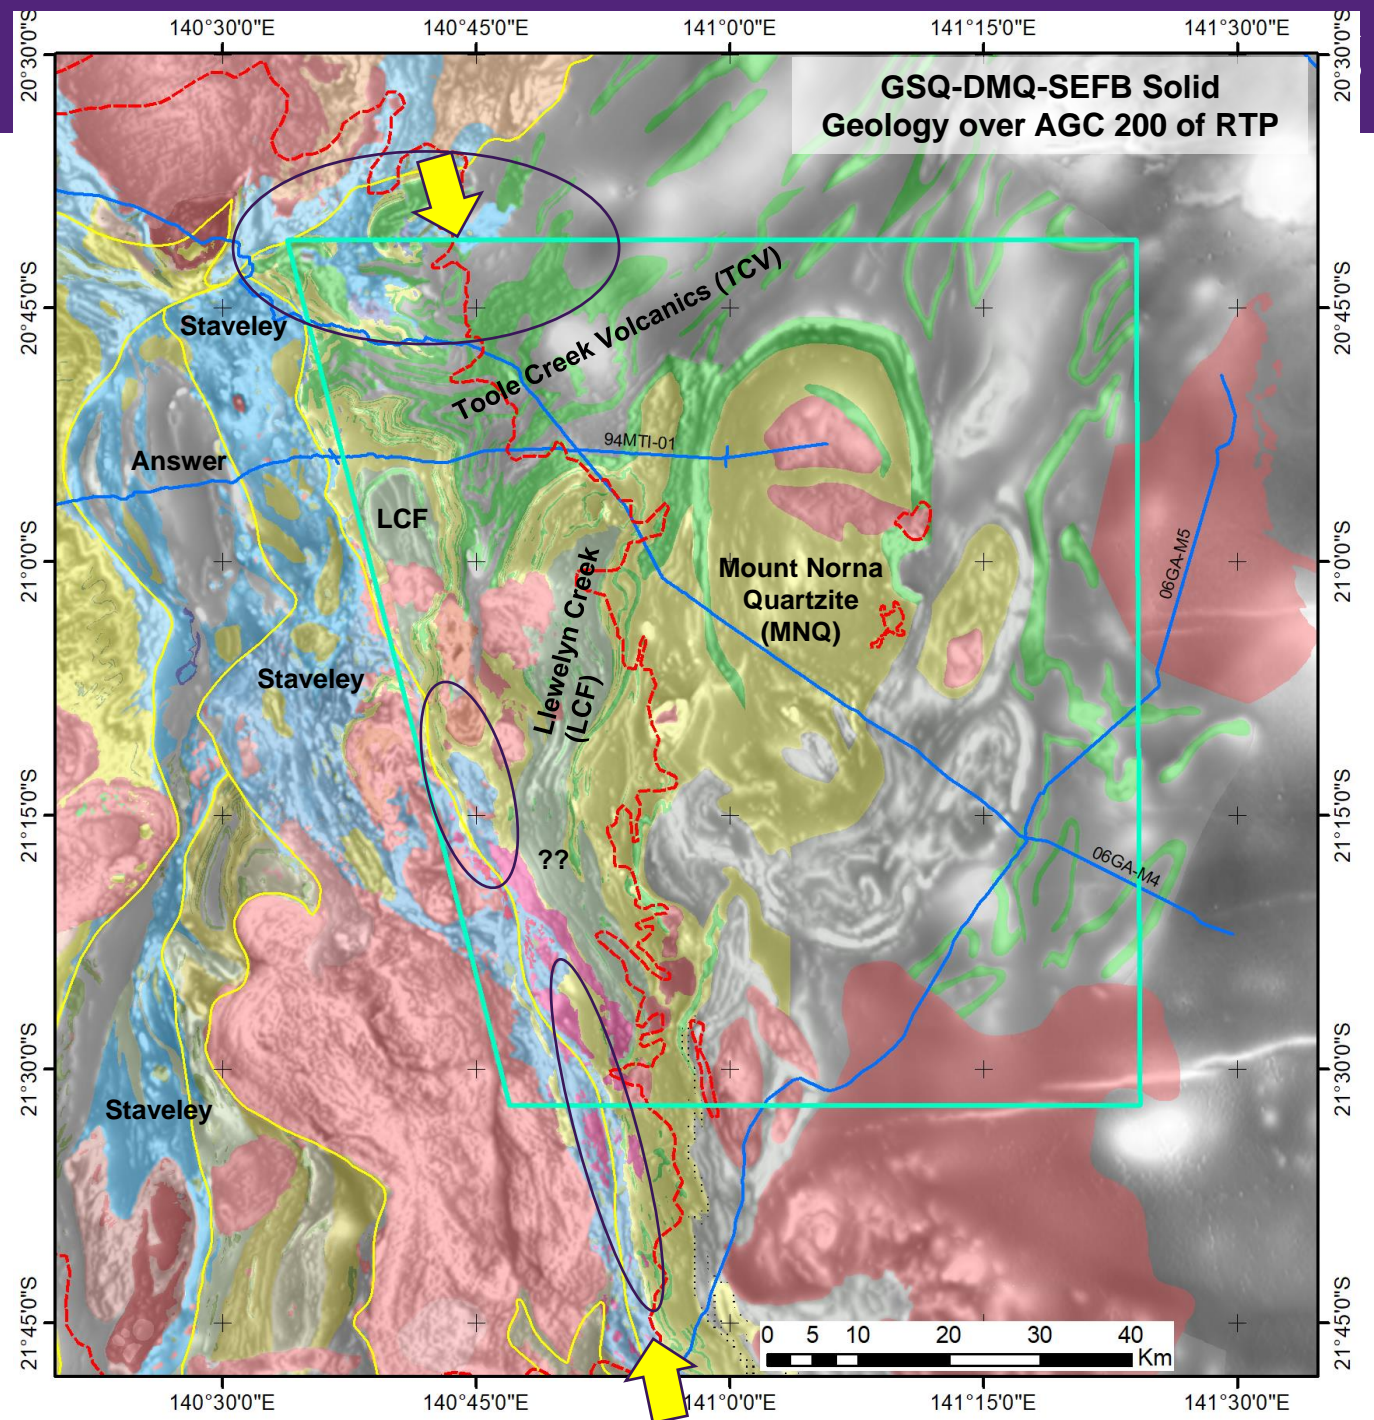 140°30'0"E 140°45'0"E 141°0'0"E 141°15'0"E 141°30'0"E
20°30'0"S 20°30'0"S
GSQ-DMQ-SEFB Solid
Geology over AGC 200 of RTP
20°45'0"S 20°45'0"S
Staveley
Toole Creek Volcanics (TCV)
94MTI-01
Answer
LCF
21°0'0"S 21°0'0"S
Mount Norna
Quartzite
(MNQ)
06GA-M5
Llewelyn Creek
(LCF)
Staveley
21°15'0"S 21°15'0"S
??
06GA-M4
21°30'0"S 21°30'0"S
Staveley
21°45'0"S 21°45'0"S
0 5 10 20 30 40
Km
140°30'0"E 140°45'0"E 141°0'0"E 141°15'0"E 141°30'0"E